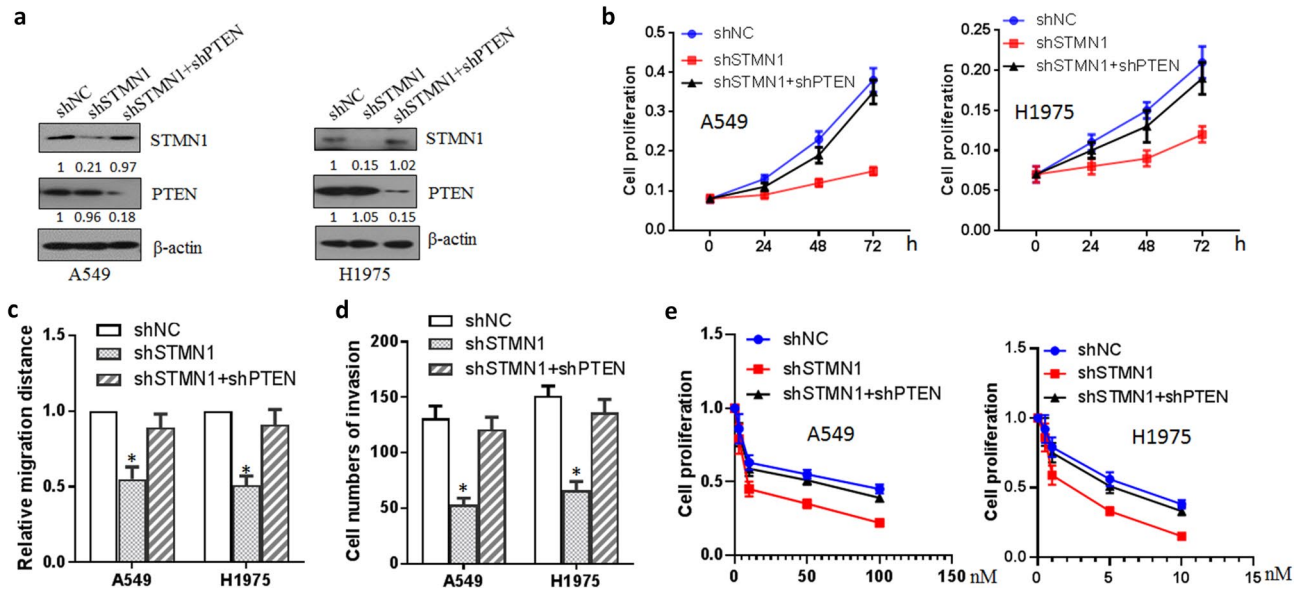 a
shNC
shSTMN1
shSTMN1+shPTEN
STMN1
1 0.21 0.97
PTEN
1 0.96 0.18
β-actin
A549
shNC
shSTMN1
shSTMN1+shPTEN
STMN1
1 0.15 1.02
PTEN
1 1.05 0.15
β-actin
H1975
b
Cell proliferation
0.5
0.4
0.3
0.2
0.1
0.0
shNC
shSTMN1
shSTMN1+shPTEN
A549
0 24 48 72 h
Cell proliferation
0.25
0.20
0.15
0.10
0.05
0.00
shNC
shSTMN1
shSTMN1+shPTEN
H1975
0 24 48 72 h
c
Relative migration distance
1.5
1.0
0.5
0.0
shNC
shSTMN1
shSTMN1+shPTEN
* *
A549 H1975
d
Cell numbers of invasion
200
150
100
50
0
shNC
shSTMN1
shSTMN1+shPTEN
* *
A549 H1975
e
Cell proliferation
1.5
1.0
0.5
0.0
shNC
shSTMN1
shSTMN1+shPTEN
A549
0 50 100 150 nM
Cell proliferation
1.5
1.0
0.5
0.0
shNC
shSTMN1
shSTMN1+shPTEN
H1975
0 5 10 15 nM